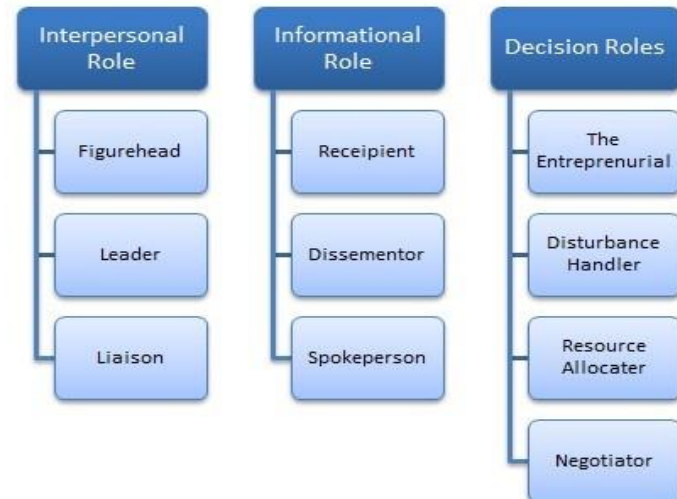 Interpersonal
Role
Figurehead
Leader
Liaison
Informational
Role
Receipient
Dissementor
Spokeperson
Decision Roles
The
Entreprenurial
Disturbance
Handler
Resource
Allocater
Negotiator